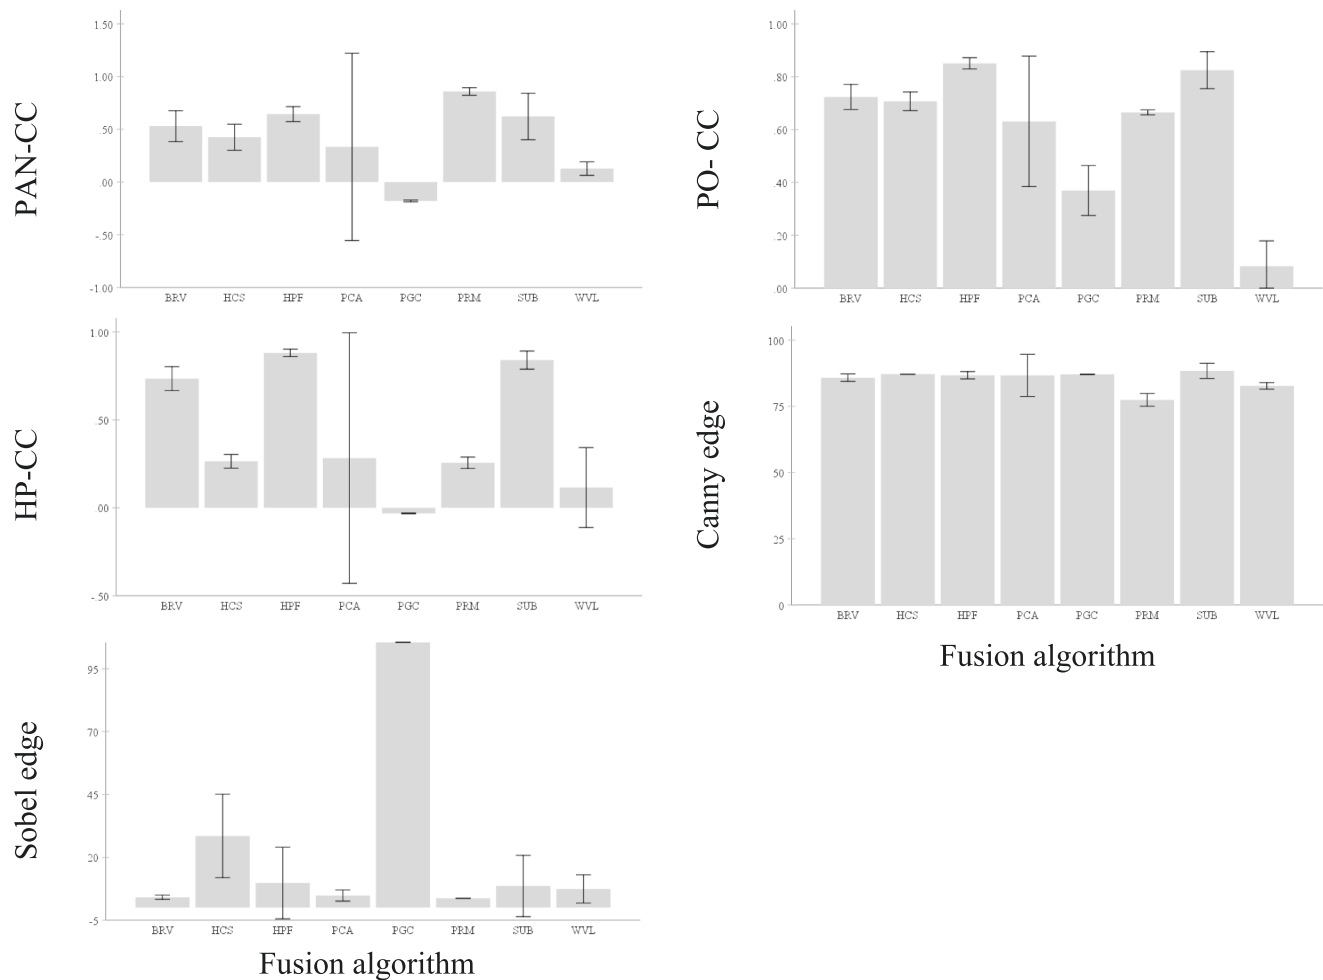 PAN-CC
1.50
1.00
.50
.00
-.50
-1.00
BRV HCS HPF PCA PGC PRM SUB WVL
PO- CC
1.00
.80
.60
.40
.20
.00
BRV HCS HPF PCA PGC PRM SUB WVL
HP-CC
1.00
.50
.00
-.50
BRV HCS HPF PCA PGC PRM SUB WVL
Canny edge
100
75
50
25
0
BRV HCS HPF PCA PGC PRM SUB WVL
Fusion algorithm
Sobel edge
95
70
45
20
-5
BRV HCS HPF PCA PGC PRM SUB WVL
Fusion algorithm